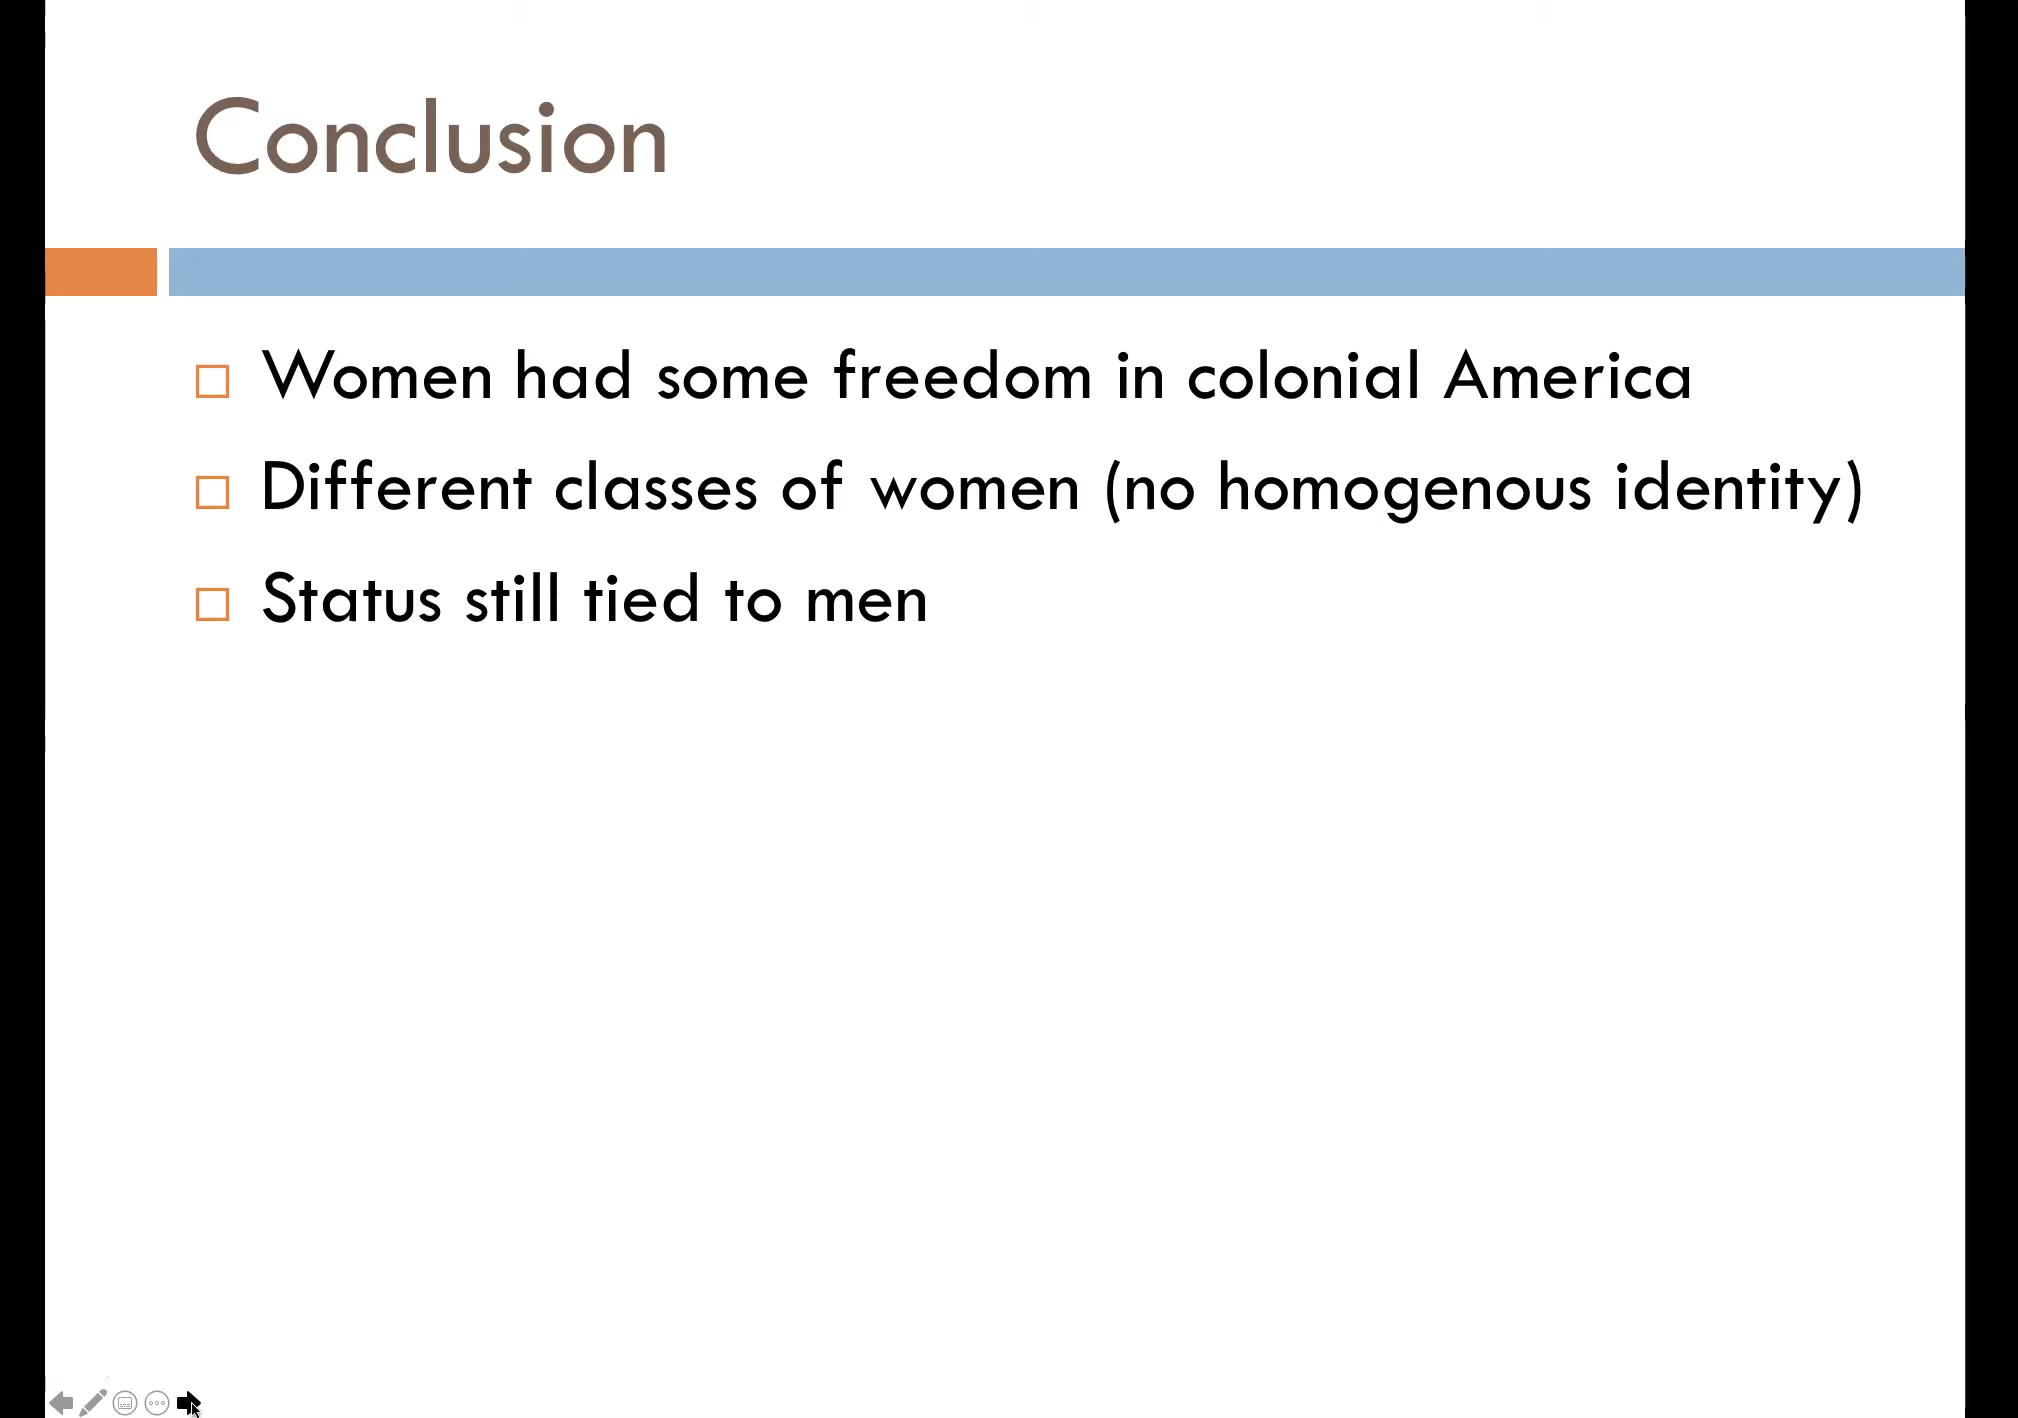 Conclusion
Women had some freedom in colonial America
Different classes of women (no homogenous identity)
Status still tied to men